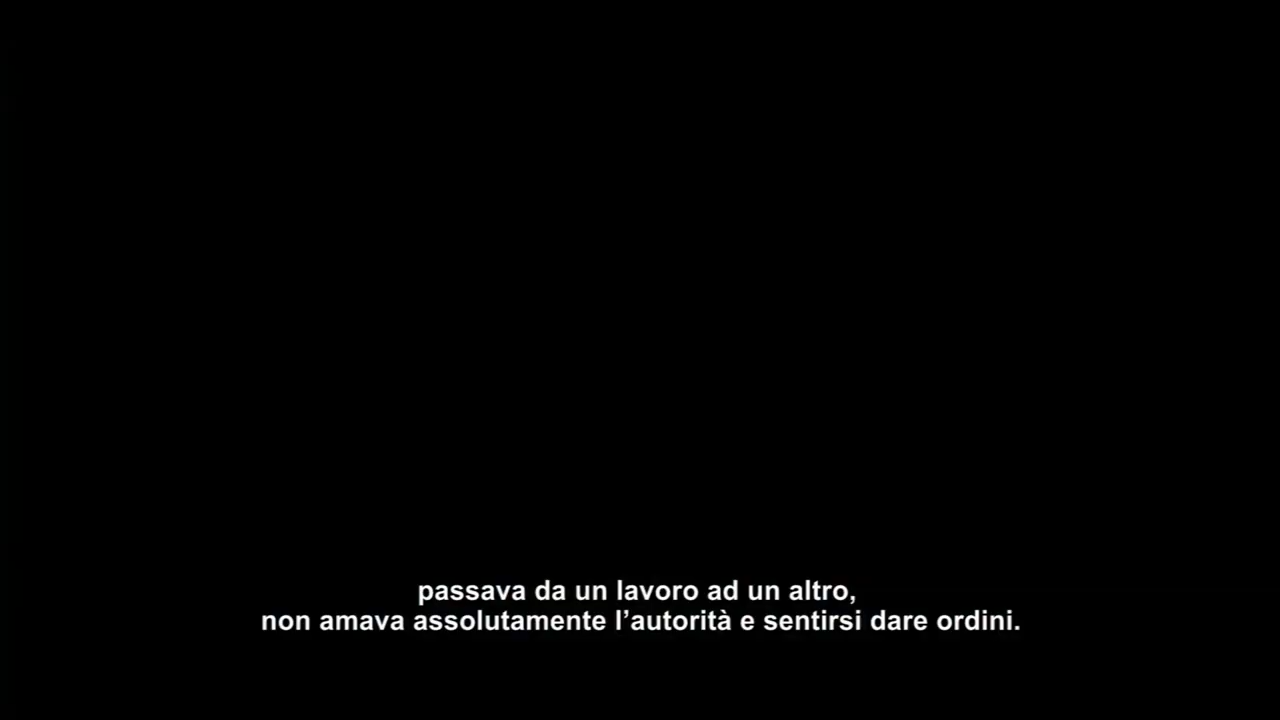 passava da un lavoro ad un altro,
non amava assolutamente l’autorità e sentirsi dare ordini.